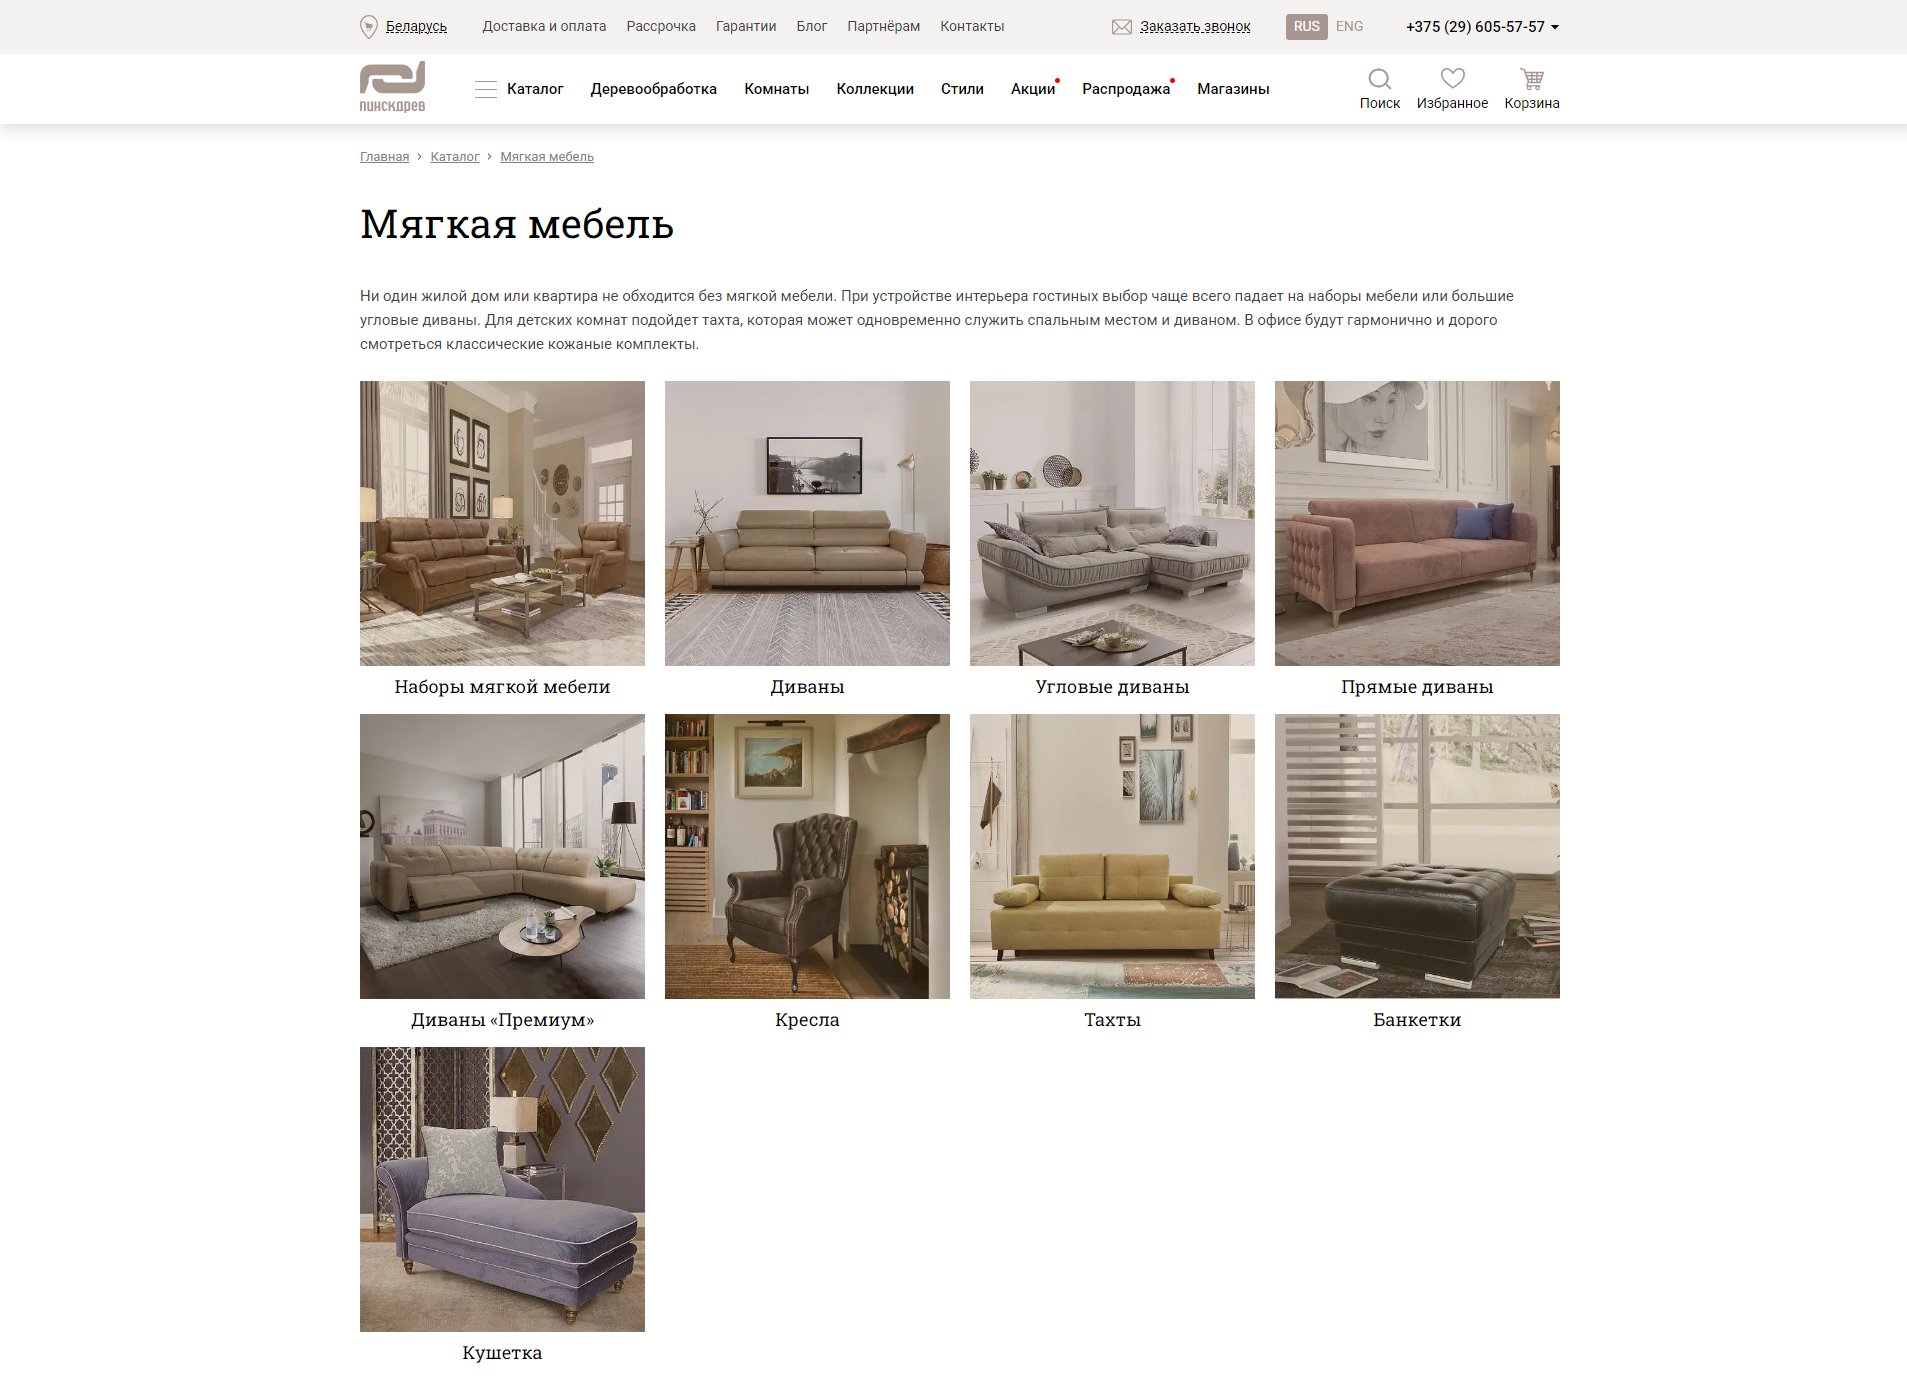 Беларусь Доставка и оплата Рассрочка Гарантии Блог Партнёрам Контакты Заказать звонок RUS ENG +375 (29) 605-57-57
ПИНСКДРЕВ
Каталог Деревообработка Комнаты Коллекции Стили Акции Распродажа Магазины
Поиск Избранное Корзина
Главная › Каталог › Мягкая мебель
Мягкая мебель
Ни один жилой дом или квартира не обходится без мягкой мебели. При устройстве интерьера гостиных выбор чаще всего падает на наборы мебели или большие
угловые диваны. Для детских комнат подойдет тахта, которая может одновременно служить спальным местом и диваном. В офисе будут гармонично и дорого
смотреться классические кожаные комплекты.
Наборы мягкой мебели Диваны Угловые диваны Прямые диваны
Диваны «Премиум» Кресла Тахты Банкетки
Кушетка